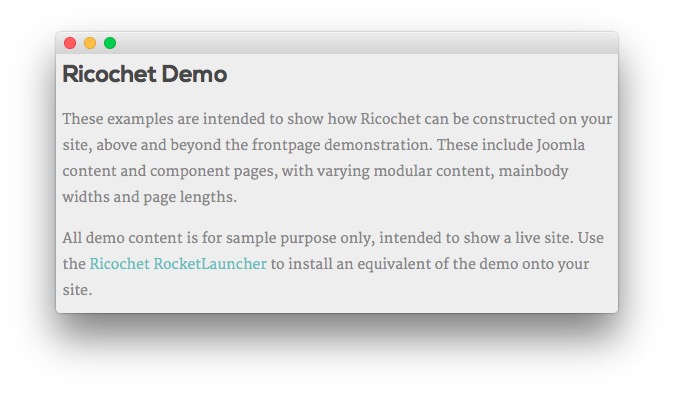 Ricochet Demo
These examples are intended to show how Ricochet can be constructed on your
site, above and beyond the frontpage demonstration. These include Joomla
content and component pages, with varying modular content, mainbody
widths and page lengths.
All demo content is for sample purpose only, intended to show a live site. Use
the Ricochet RocketLauncher to install an equivalent of the demo onto your
site.